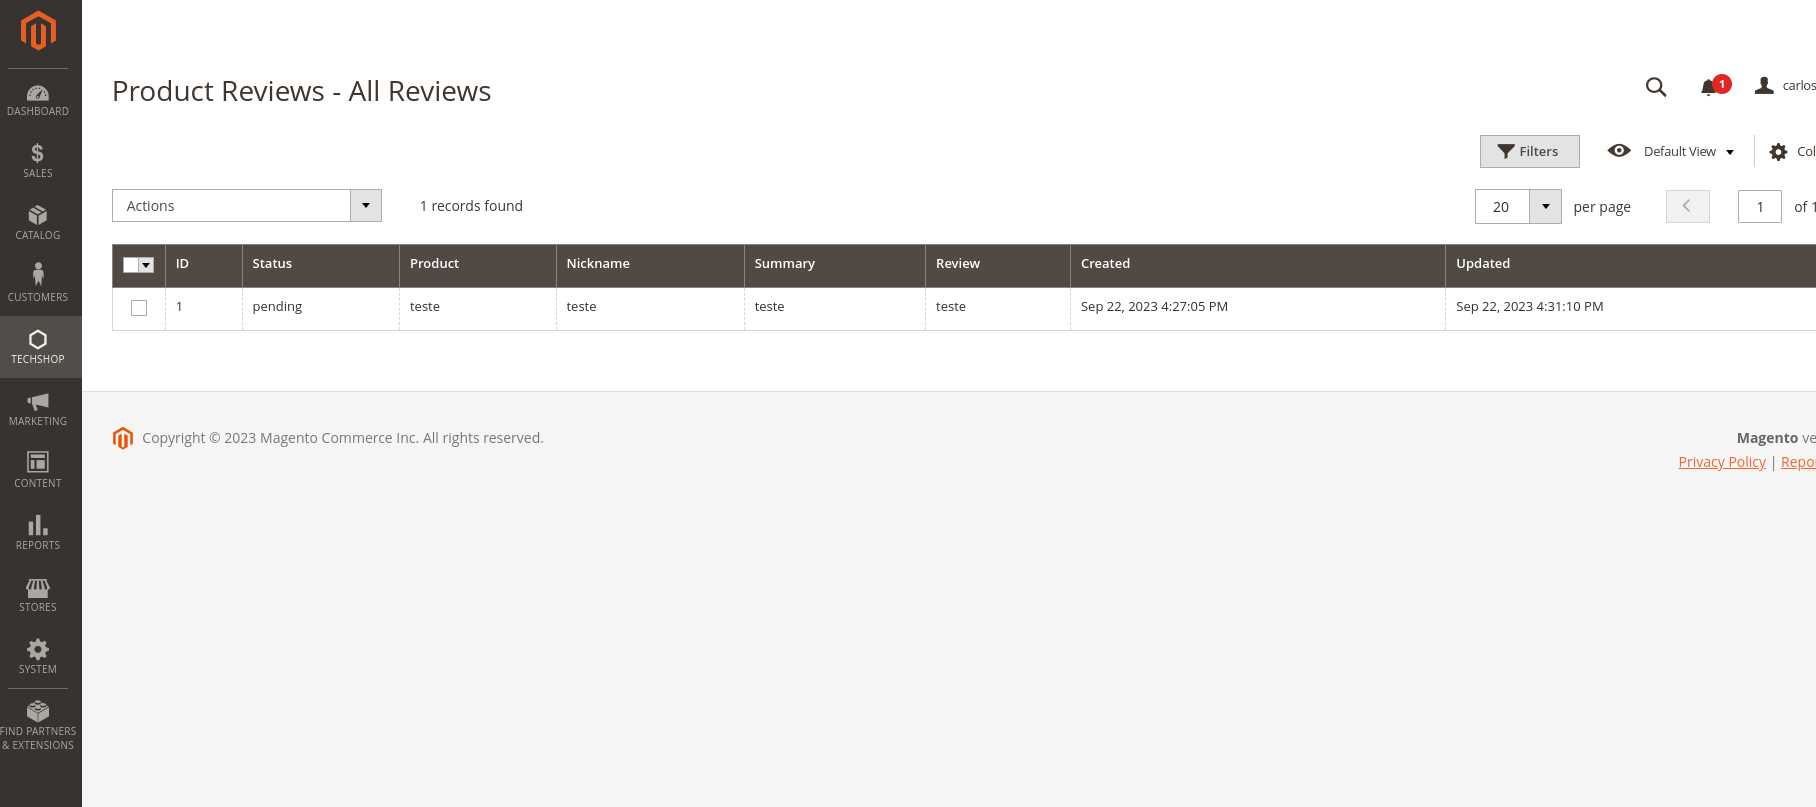 DASHBOARD
SALES
CATALOG
CUSTOMERS
TECHSHOP
MARKETING
CONTENT
REPORTS
STORES
SYSTEM
FIND PARTNERS
& EXTENSIONS
Product Reviews - All Reviews
1
carlos
Filters
Default View
Col
Actions
1 records found
20
per page
1
of 1
ID Status Product Nickname Summary Review Created Updated
1 pending teste teste teste teste Sep 22, 2023 4:27:05 PM Sep 22, 2023 4:31:10 PM
Copyright © 2023 Magento Commerce Inc. All rights reserved.
Magento ve
Privacy Policy | Repor